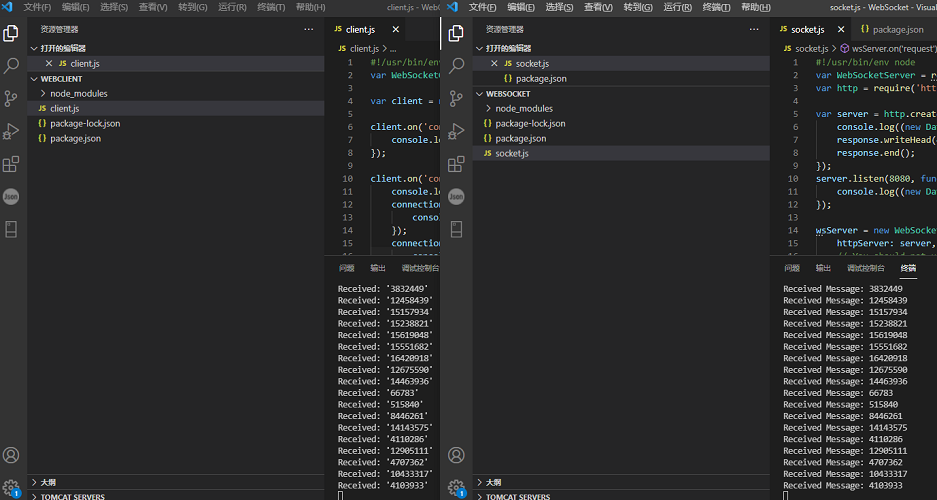 文件(F) 编辑(E) 选择(S) 查看(V) 转到(G) 运行(R) 终端(T) 帮助(H) client.js - WebC
资源管理器 ···
打开的编辑器
JS client.js
WEBCLIENT
node_modules
JS client.js
{} package-lock.json
{} package.json
Json
大纲
TOMCAT SERVERS
1
JS client.js
JS client.js > ...
1 #!/usr/bin/env
2 var WebSocketC
3
4 var client = n
5
6 client.on('con
7 console.lo
8 });
9
10 client.on('con
11 console.lo
12 connection
13 conso
14 });
15 connection
问题 输出 调试控制台
Received: '3832449'
Received: '12458439'
Received: '15157934'
Received: '15238821'
Received: '15619048'
Received: '15551682'
Received: '16420918'
Received: '12675590'
Received: '14463936'
Received: '66783'
Received: '515840'
Received: '8446261'
Received: '14143575'
Received: '4110286'
Received: '12905111'
Received: '4707362'
Received: '10433317'
Received: '4103933'
文件(F) 编辑(E) 选择(S) 查看(V) 转到(G) 运行(R) 终端(T) 帮助(H) socket.js - WebSocket - Visual
资源管理器 ···
打开的编辑器
JS socket.js
{} package.json
WEBSOCKET
node_modules
{} package-lock.json
{} package.json
JS socket.js
Json
大纲
TOMCAT SERVERS
1
JS socket.js {} package.json
JS socket.js > wsServer.on('request')
1 #!/usr/bin/env node
2 var WebSocketServer = r
3 var http = require('htt
4
5 var server = http.creat
6 console.log((new Da
7 response.writeHead(
8 response.end();
9 });
10 server.listen(8080, fun
11 console.log((new Da
12 });
13
14 wsServer = new WebSocke
15 httpServer: server,
问题 输出 调试控制台 终端
Received Message: 3832449
Received Message: 12458439
Received Message: 15157934
Received Message: 15238821
Received Message: 15619048
Received Message: 15551682
Received Message: 16420918
Received Message: 12675590
Received Message: 14463936
Received Message: 66783
Received Message: 515840
Received Message: 8446261
Received Message: 14143575
Received Message: 4110286
Received Message: 12905111
Received Message: 4707362
Received Message: 10433317
Received Message: 4103933